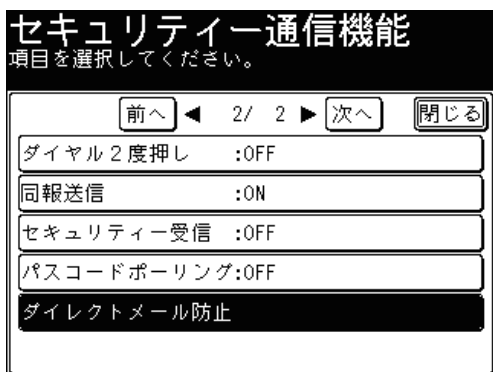 セキュリティー通信機能
項目を選択してください。
前へ ◀ 2/ 2 ▶ 次へ 閉じる
ダイヤル２度押し :OFF
同報送信 :ON
セキュリティー受信 :OFF
パスコードポーリング:OFF
ダイレクトメール防止